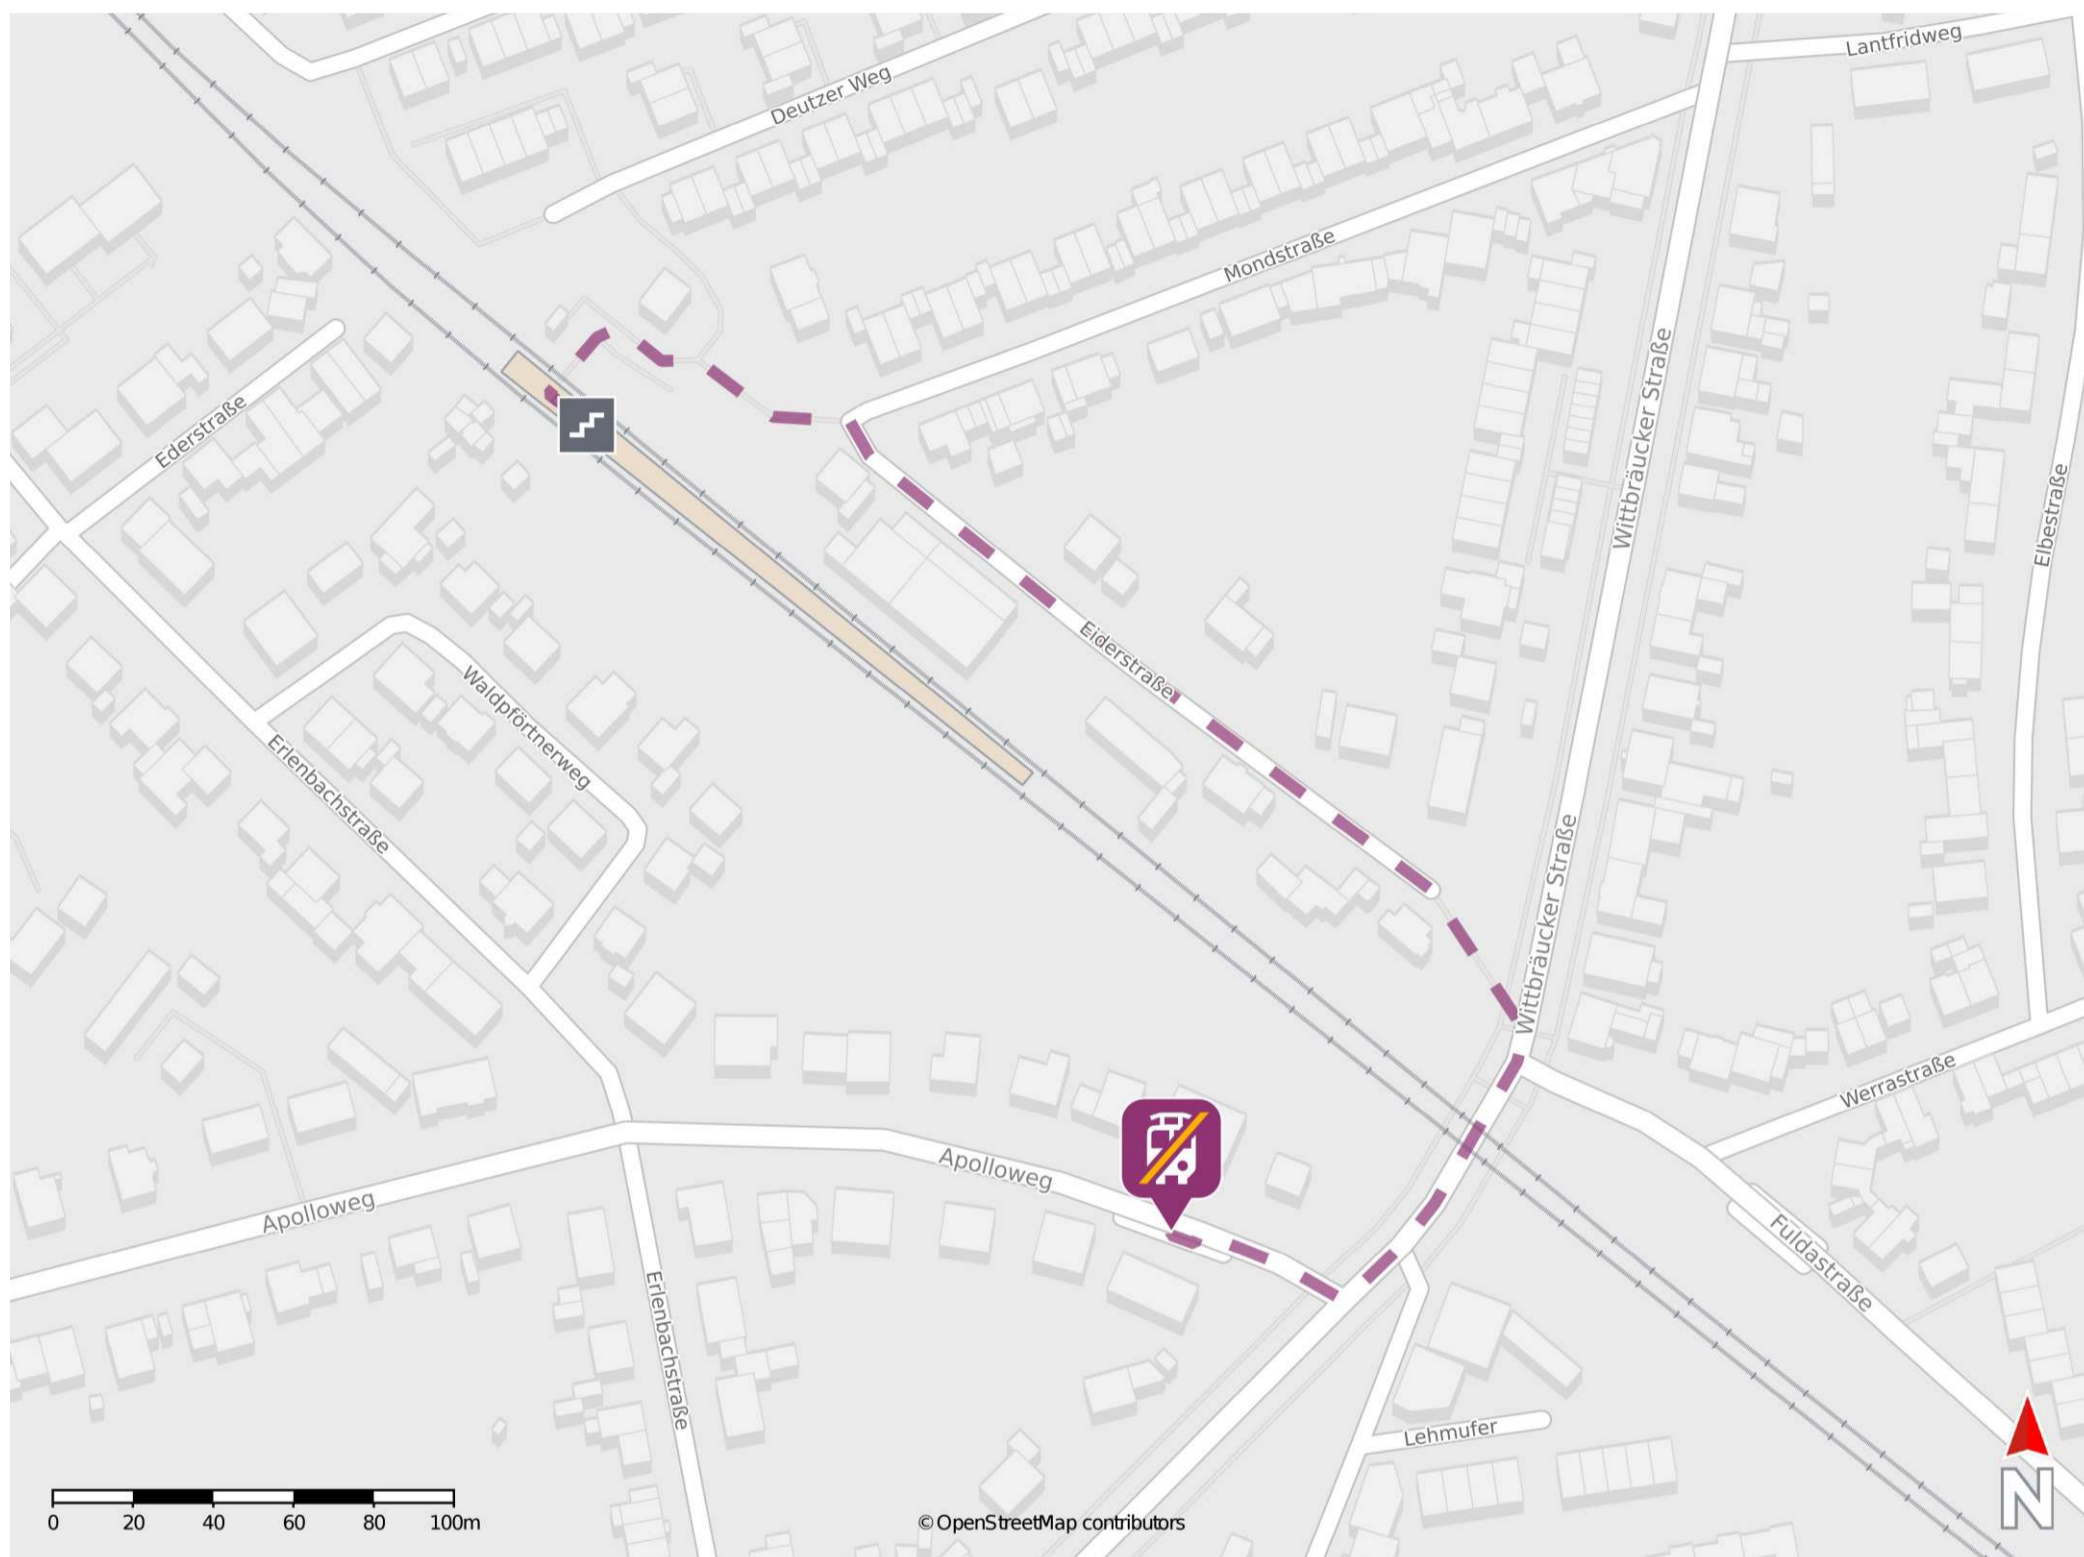 Lantfridweg
Deutzer Weg
Mondstraße
Wittbräucker Straße
Ederstraße
Elbestraße
Eiderstraße
Waldpförtnerweg
Erlenbachstraße
Wittbräucker Straße
Werrastraße
Apolloweg
Apolloweg
Fuldastraße
Erlenbachstraße
Lehmufer
N
0 20 40 60 80 100m
© OpenStreetMap contributors